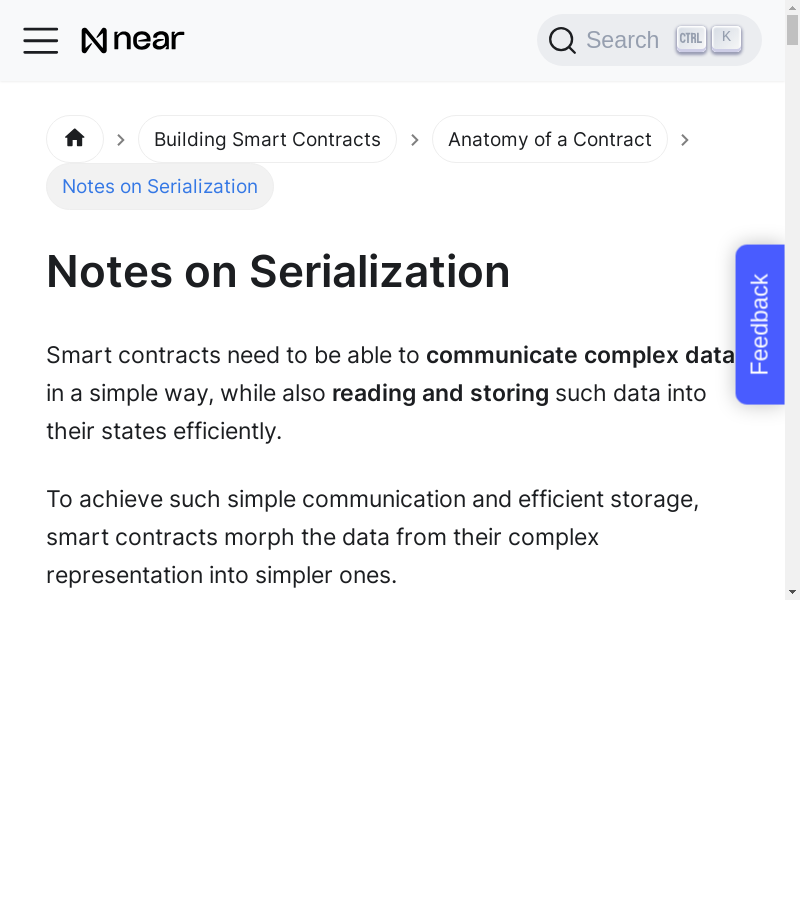 near
Search CTRL K
Building Smart Contracts
Anatomy of a Contract
Notes on Serialization
Notes on Serialization
Feedback
Smart contracts need to be able to communicate complex data
in a simple way, while also reading and storing such data into
their states efficiently.
To achieve such simple communication and efficient storage,
smart contracts morph the data from their complex
representation into simpler ones.